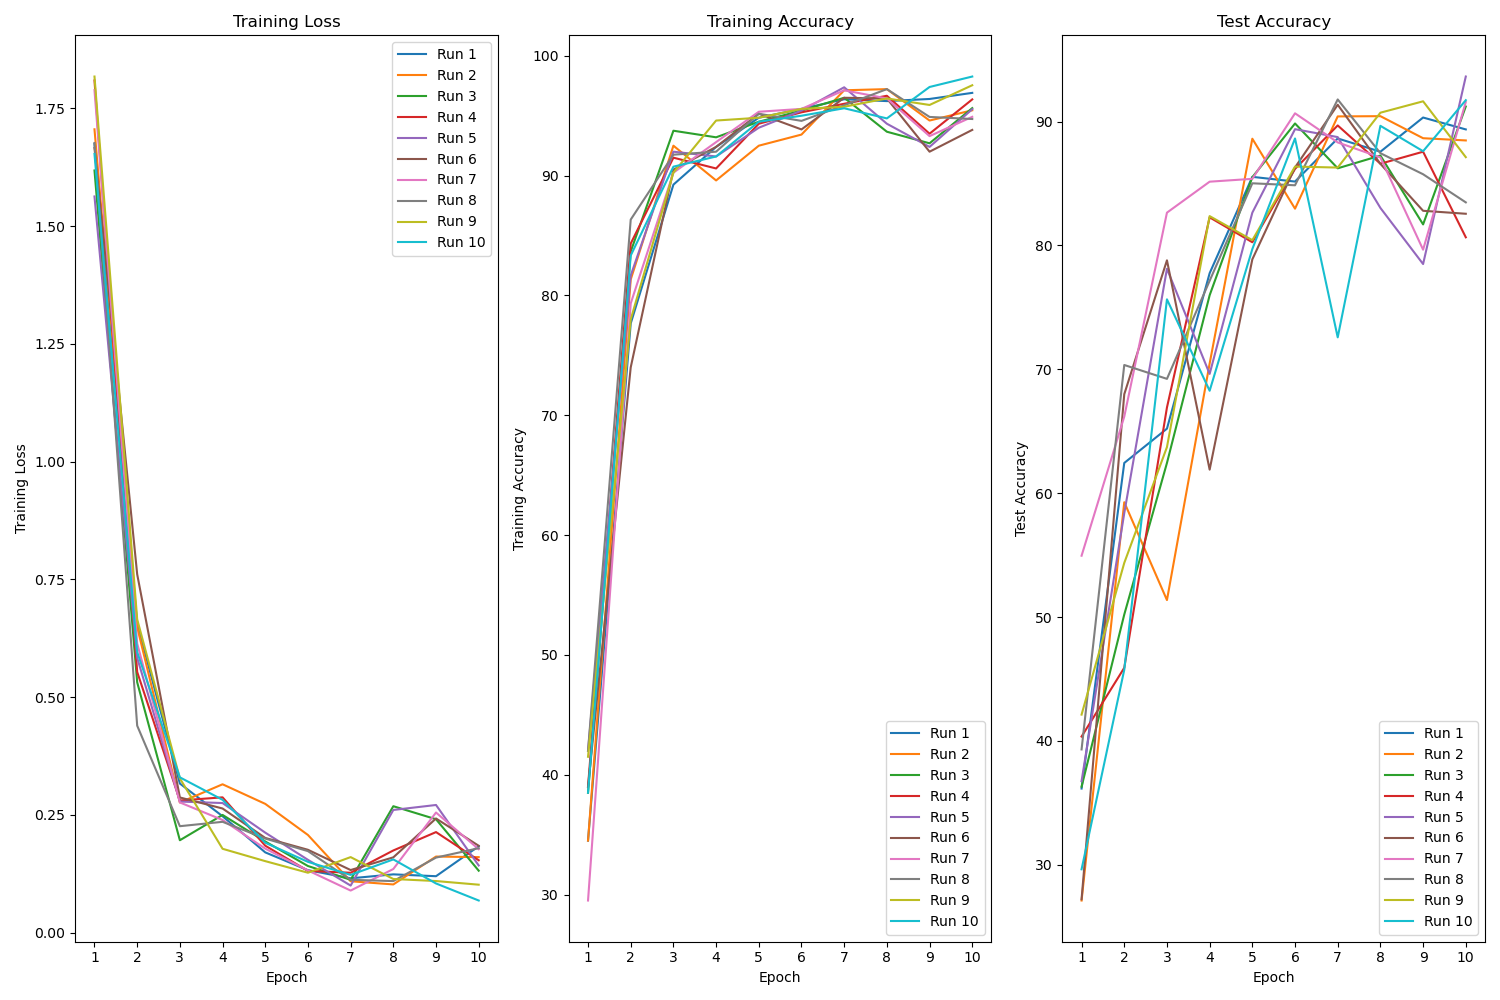 Training Loss
Training Loss
1.75
1.50
1.25
1.00
0.75
0.50
0.25
0.00
1 2 3 4 5 6 7 8 9 10
Epoch
Run 1
Run 2
Run 3
Run 4
Run 5
Run 6
Run 7
Run 8
Run 9
Run 10
Training Accuracy
Training Accuracy
100
90
80
70
60
50
40
30
1 2 3 4 5 6 7 8 9 10
Epoch
Run 1
Run 2
Run 3
Run 4
Run 5
Run 6
Run 7
Run 8
Run 9
Run 10
Test Accuracy
Test Accuracy
90
80
70
60
50
40
30
1 2 3 4 5 6 7 8 9 10
Epoch
Run 1
Run 2
Run 3
Run 4
Run 5
Run 6
Run 7
Run 8
Run 9
Run 10